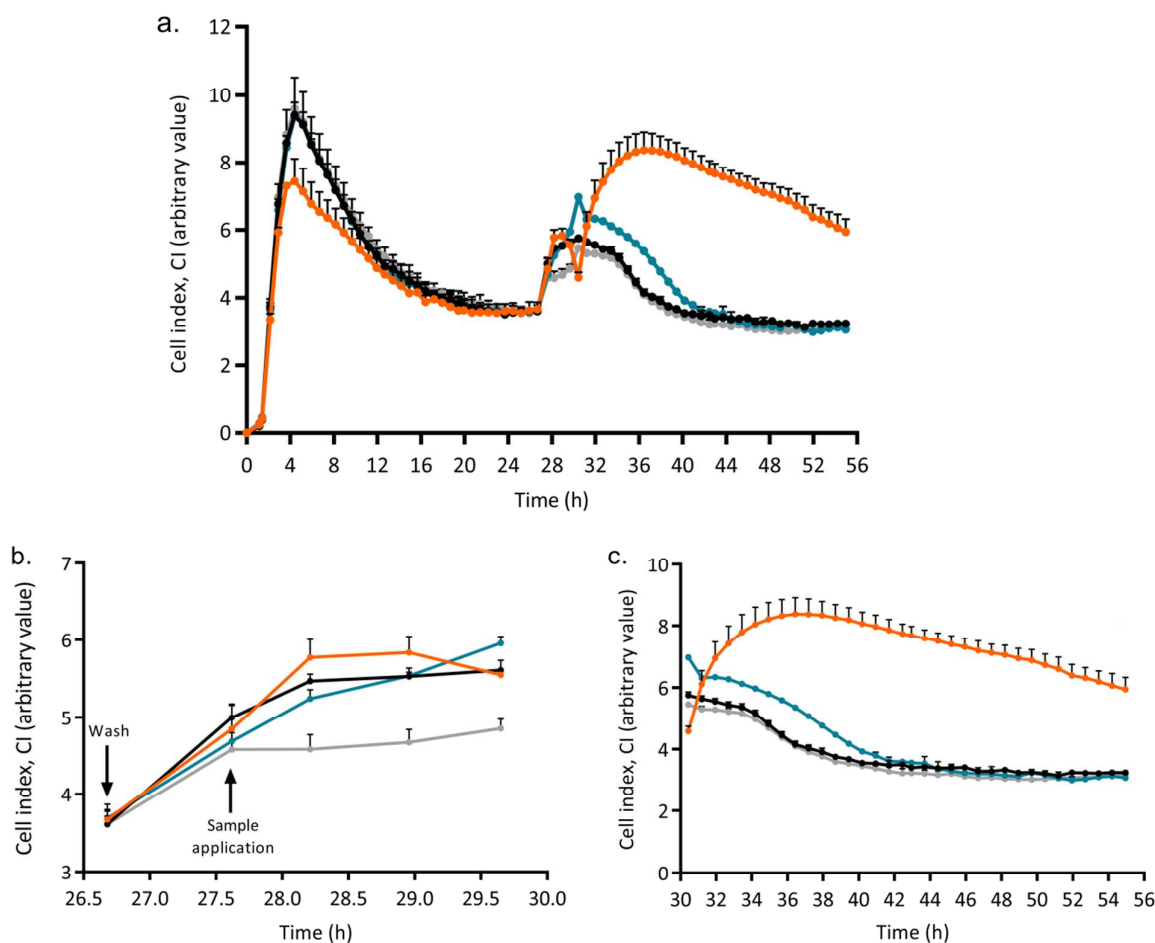 a.
Cell index, CI (arbitrary value)
12
10
8
6
4
2
0
0 4 8 12 16 20 24 28 32 36 40 44 48 52 56
Time (h)
b.
Cell index, CI (arbitrary value)
7
6
5
4
3
Wash
Sample
application
26.5 27.0 27.5 28.0 28.5 29.0 29.5 30.0
Time (h)
c.
Cell index, CI (arbitrary value)
10
8
6
4
2
0
30 32 34 36 38 40 42 44 46 48 50 52 54 56
Time (h)